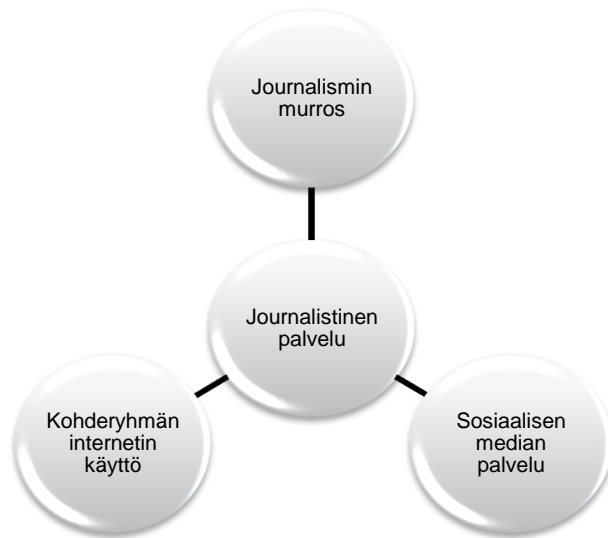 Journalismin
murros
Journalistinen
palvelu
Kohderyhmän
internetin
käyttö
Sosiaalisen
median
palvelu